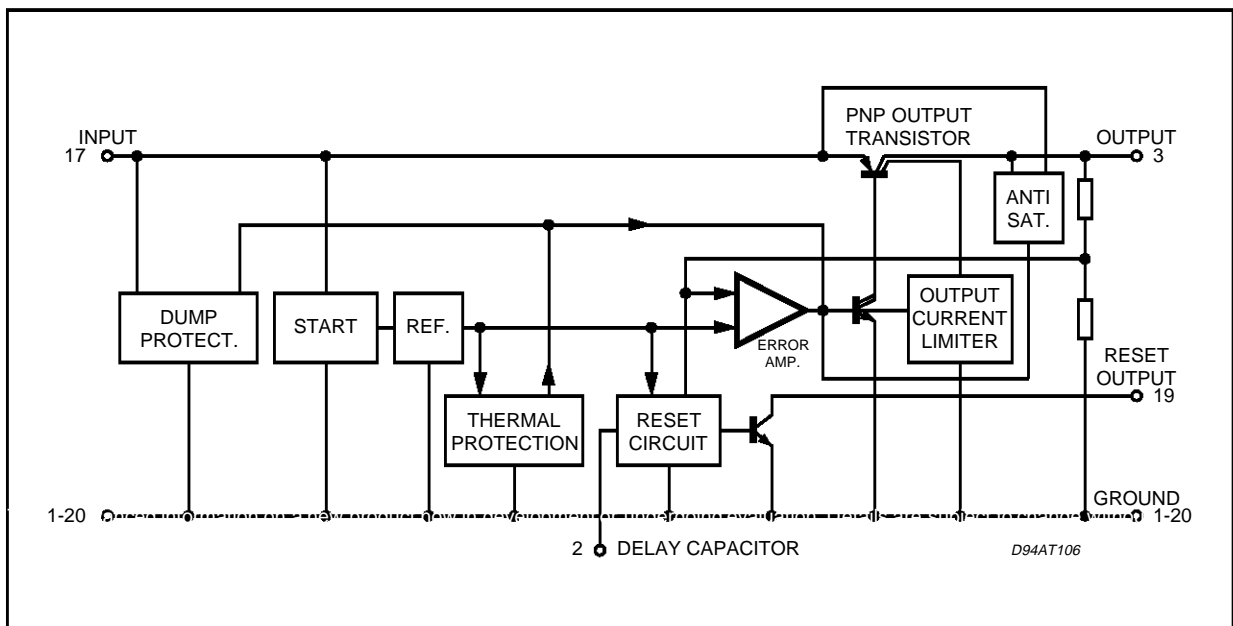 PNP OUTPUT
TRANSISTOR
INPUT
17
OUTPUT
3
ANTI
SAT.
DUMP
PROTECT.
START
REF.
ERROR
AMP.
OUTPUT
CURRENT
LIMITER
RESET
OUTPUT
19
THERMAL
PROTECTION
RESET
CIRCUIT
1-20
GROUND
1-20
2
DELAY CAPACITOR
D94AT106